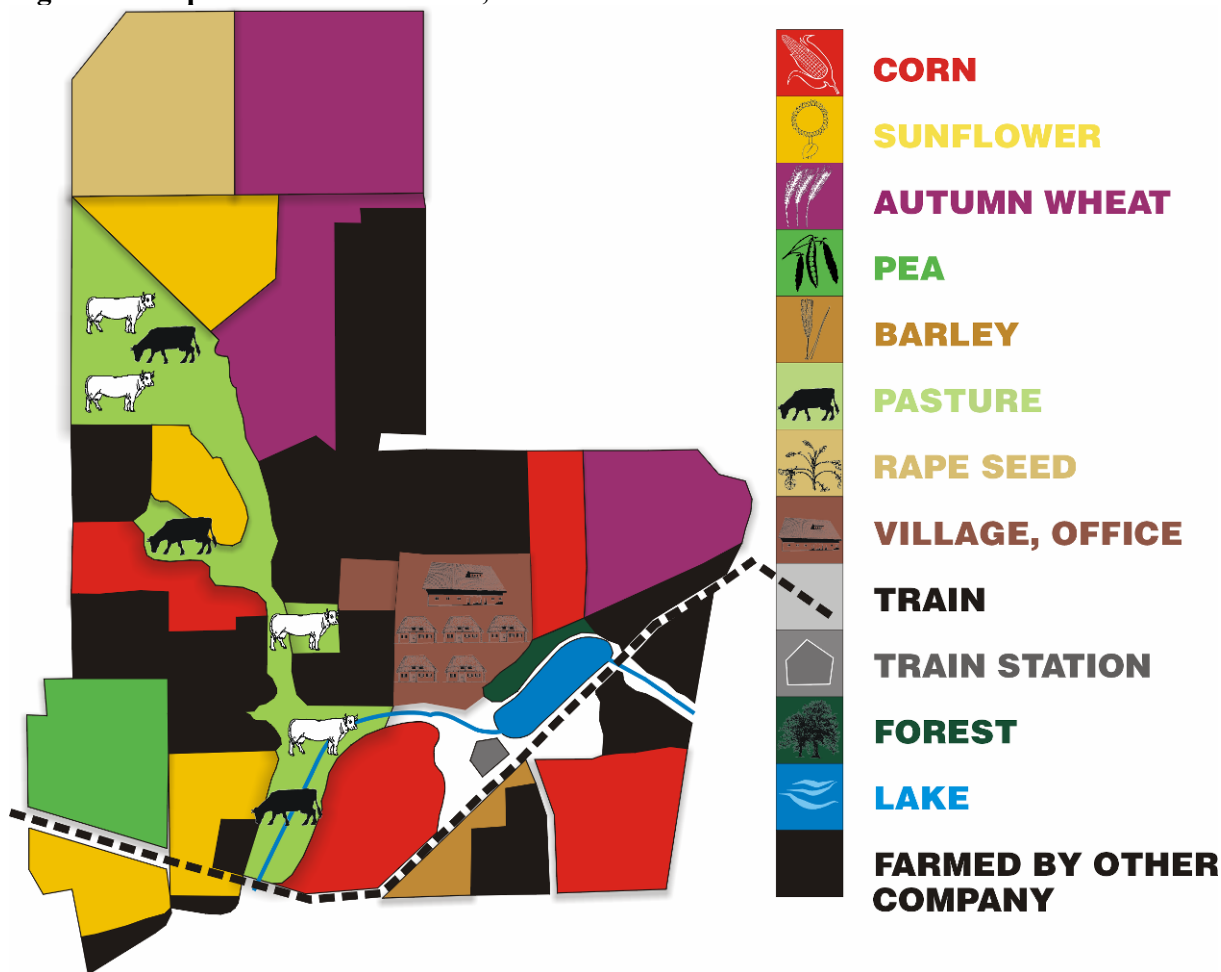 CORN
SUNFLOWER
AUTUMN WHEAT
PEA
BARLEY
PASTURE
RAPE SEED
VILLAGE, OFFICE
TRAIN
TRAIN STATION
FOREST
LAKE
FARMED BY OTHER
COMPANY